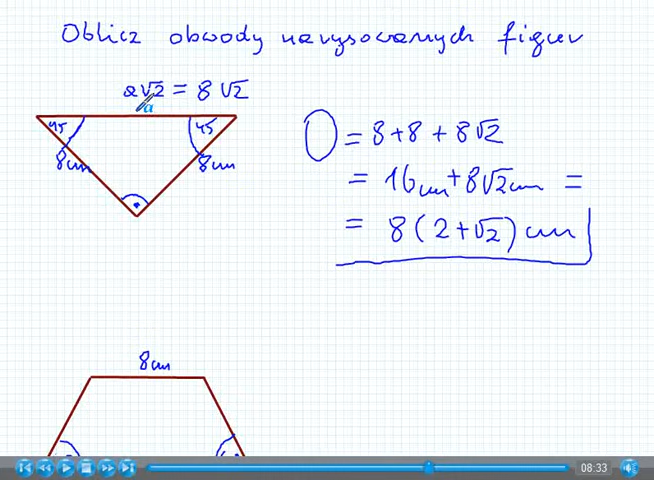 Oblicz obwody narysowanych figur
a√2 = 8√2
a
45
45
8cm
8cm
O = 8+8+8√2
= 16cm+8√2cm =
= 8(2+√2) cm
8cm
08:33